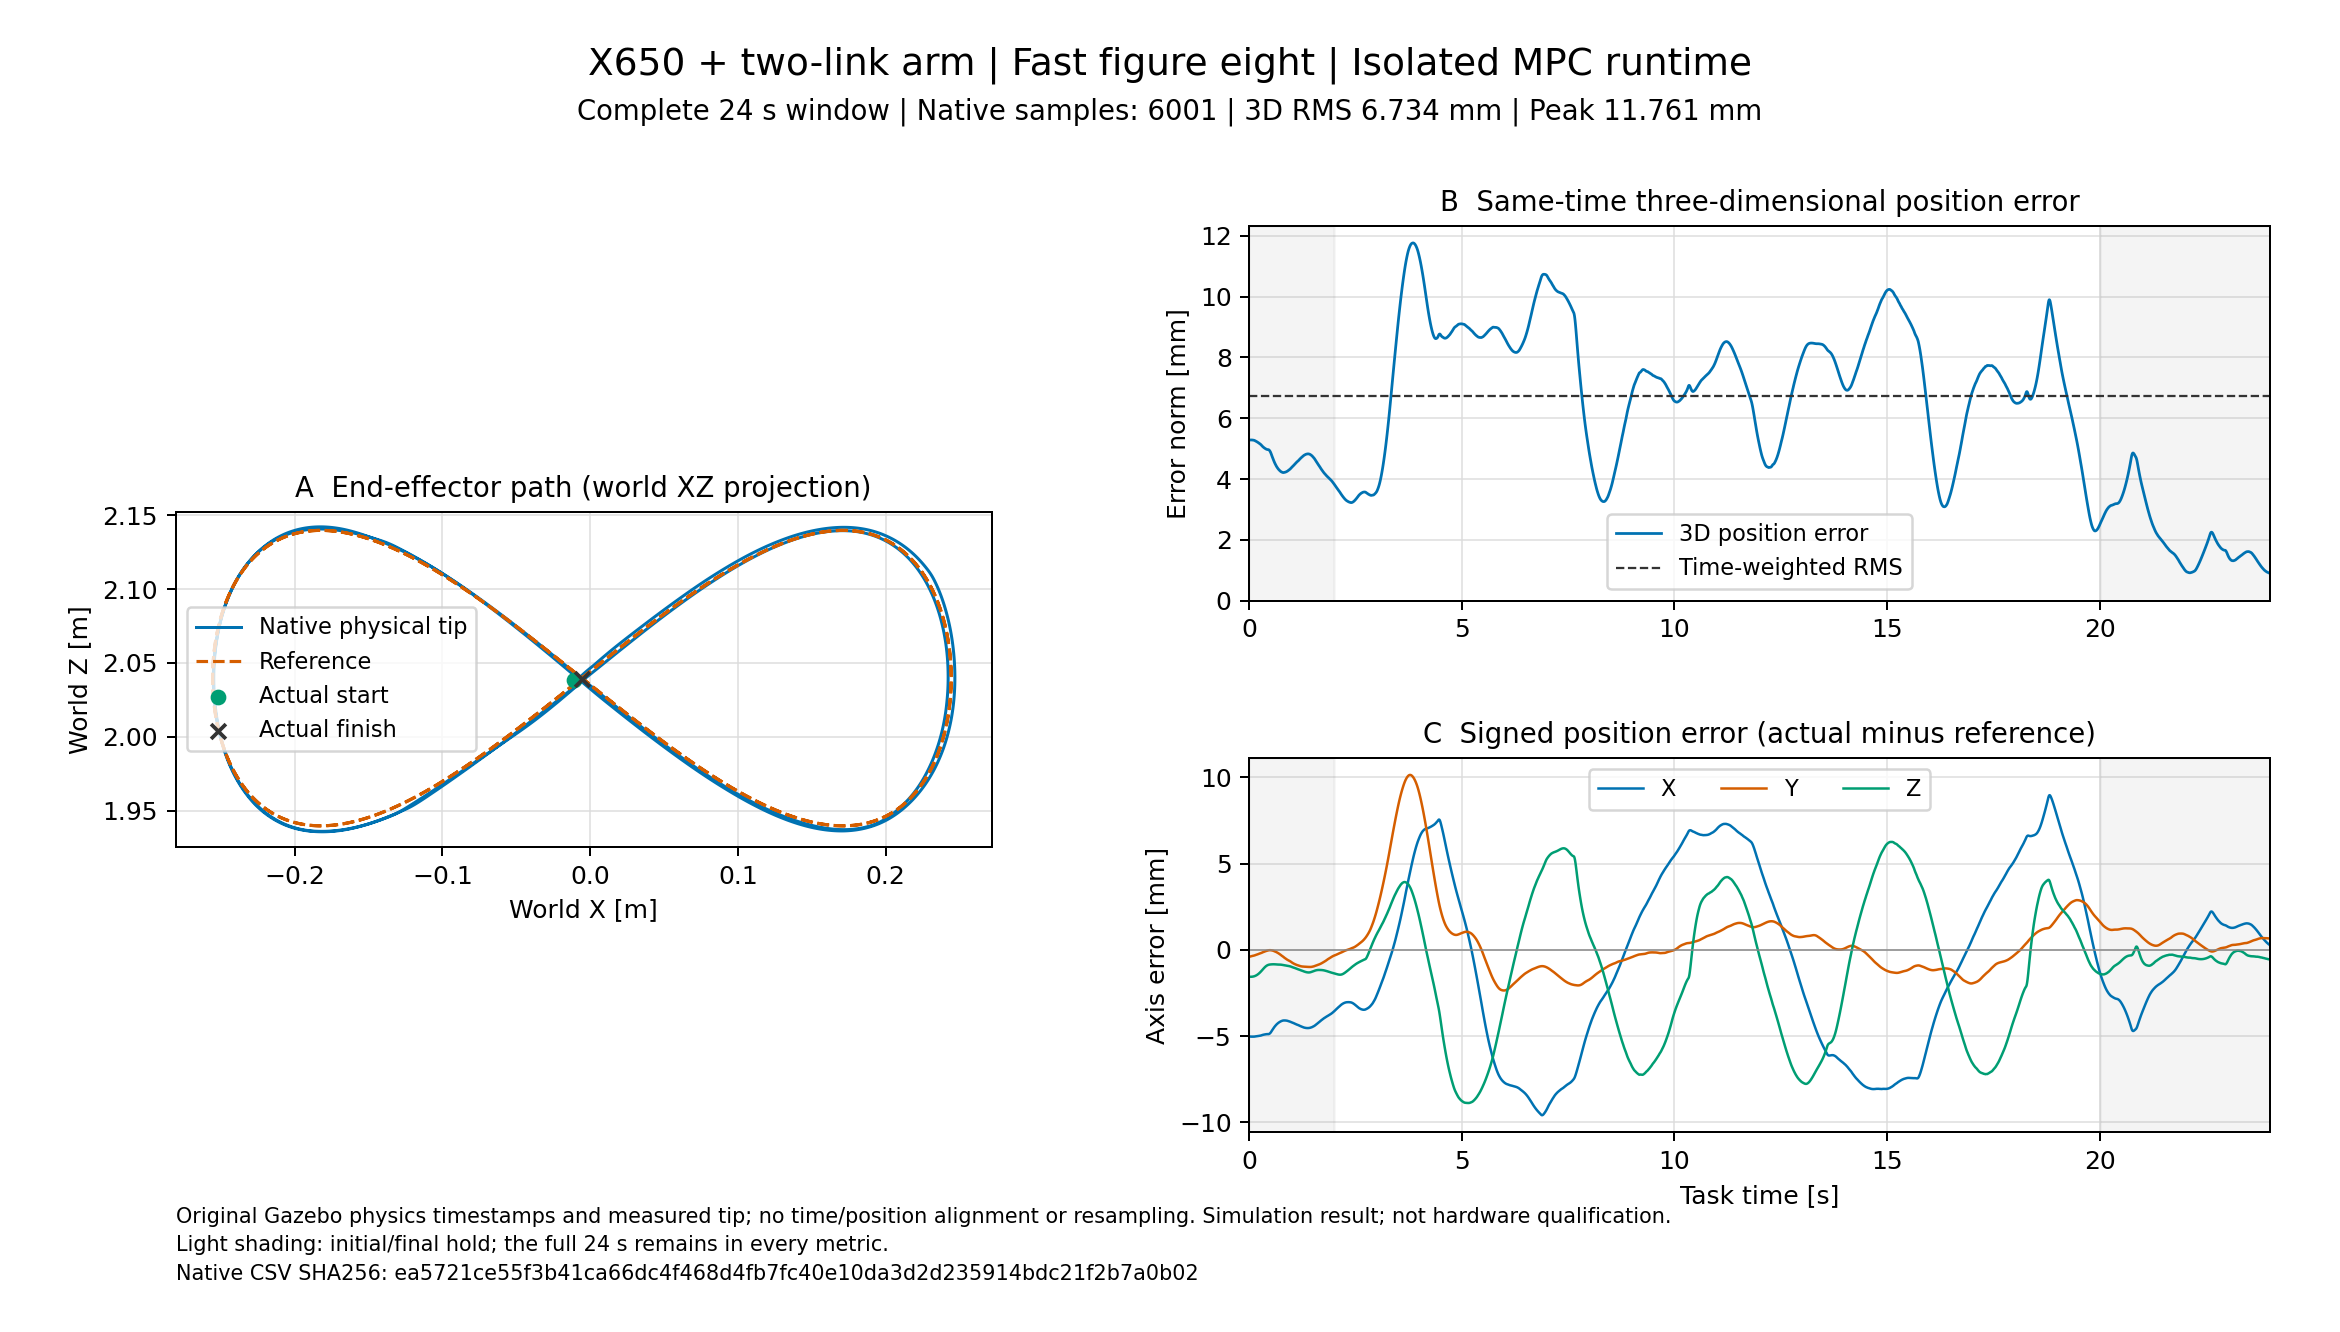 X650 + two-link arm | Fast figure eight | Isolated MPC runtime
Complete 24 s window | Native samples: 6001 | 3D RMS 6.734 mm | Peak 11.761 mm
A  End-effector path (world XZ projection)
2.15
2.10
2.05
2.00
1.95
World Z [m]
Native physical tip
Reference
Actual start
Actual finish
−0.2
−0.1
0.0
0.1
0.2
World X [m]
B  Same-time three-dimensional position error
12
10
8
6
4
2
0
Error norm [mm]
3D position error
Time-weighted RMS
0
5
10
15
20
C  Signed position error (actual minus reference)
X
Y
Z
10
5
0
−5
−10
Axis error [mm]
0
5
10
15
20
Task time [s]
Original Gazebo physics timestamps and measured tip; no time/position alignment or resampling. Simulation result; not hardware qualification.
Light shading: initial/final hold; the full 24 s remains in every metric.
Native CSV SHA256: ea5721ce55f3b41ca66dc4f468d4fb7fc40e10da3d2d235914bdc21f2b7a0b02